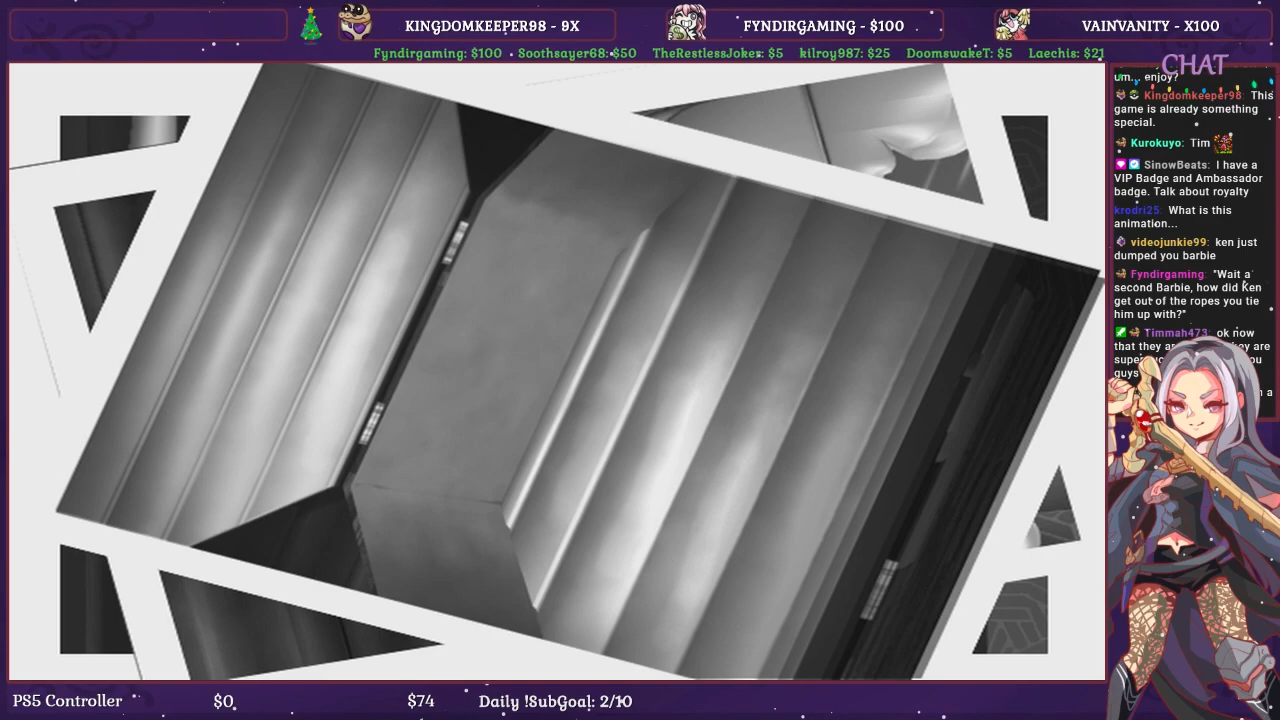 KINGDOMKEEPER98 - 9X
FYNDIRGAMING - $100
VAINVANITY - X100
Fyndirgaming: $100
Soothsayer68: $50
TheRestlessJokes: $5
kilroy987: $25
DoomswakeT: $5
Laechis: $21
CHAT
um... enjoy?
Kingdomkeeper98: This
game is already something
special.
Kurokuyo: Tim
SinowBeats: I have a
VIP Badge and Ambassador
badge. Talk about royalty
krodri25: What is this
animation...
videojunkie99: ken just
dumped you barbie
Fyndirgaming: "Wait a
second Barbie, how did Ken
get out of the ropes you tie
him up with?"
Timmah473: ok now
that they
guys
PS5 Controller
$0
$74
Daily !SubGoal: 2/10